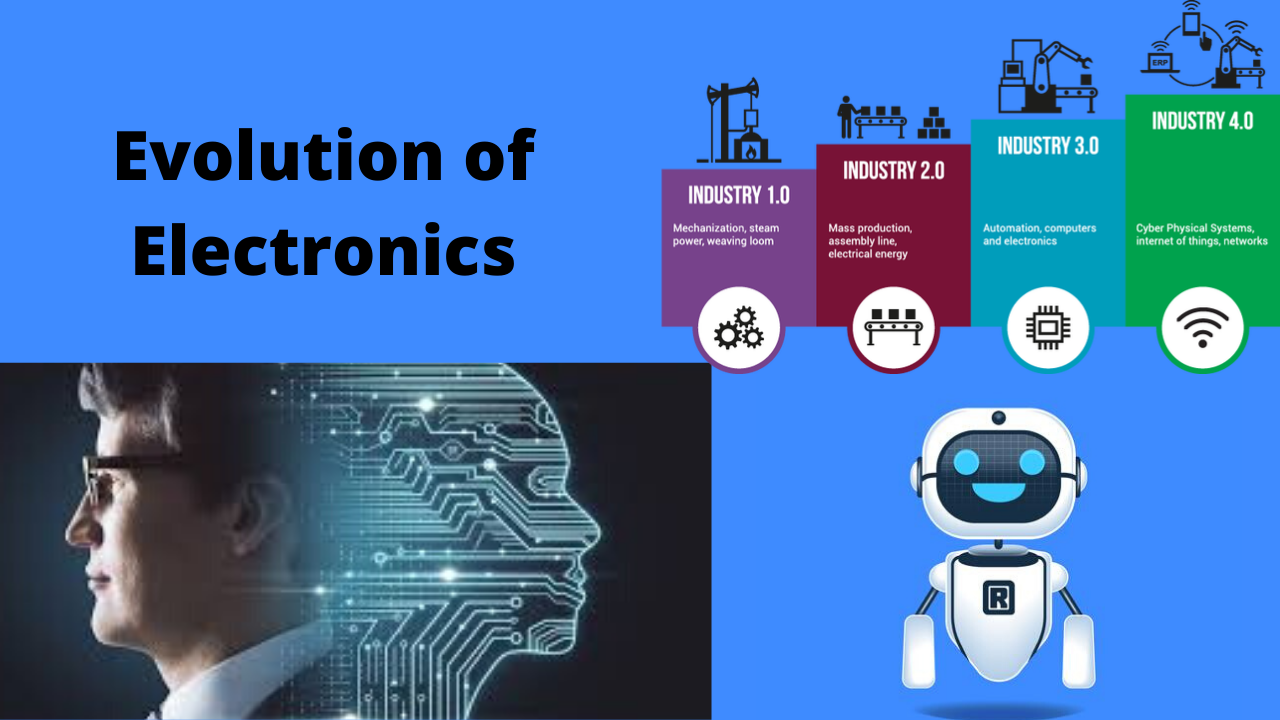 Evolution of
Electronics
INDUSTRY 1.0
Mechanization, steam
power, weaving loom
INDUSTRY 2.0
Mass production,
assembly line,
electrical energy
INDUSTRY 3.0
Automation, computers
and electronics
ERP
INDUSTRY 4.0
Cyber Physical Systems,
internet of things, networks
R